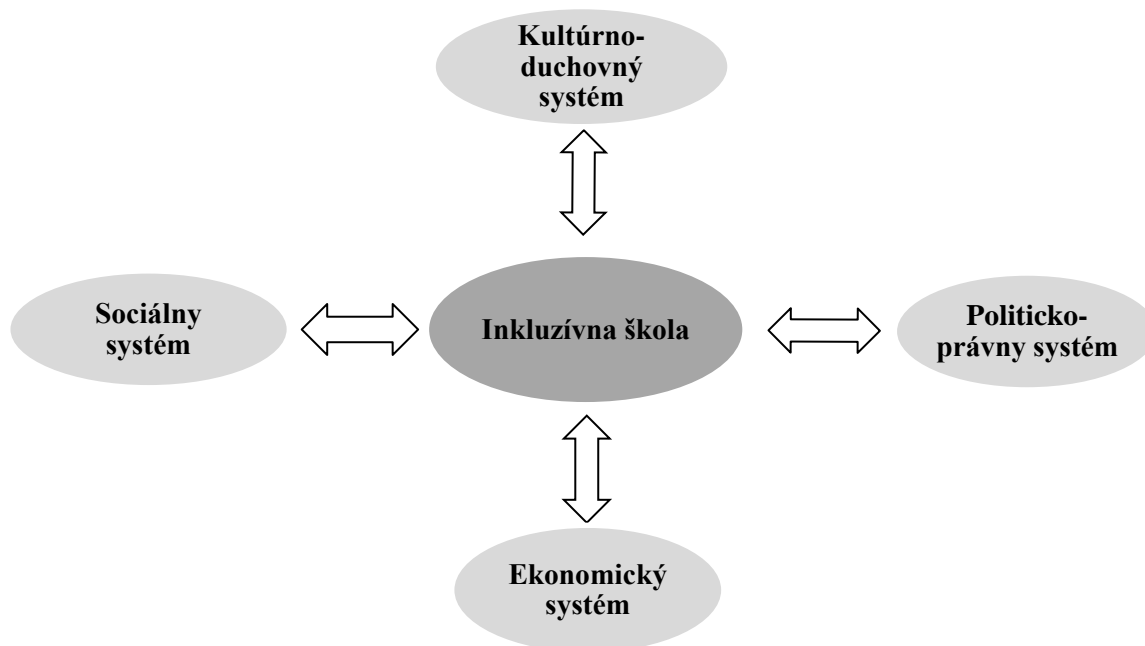 Kultúrno-
duchovný
systém
Sociálny
systém
Inkluzívna škola
Politicko-
právny systém
Ekonomický
systém